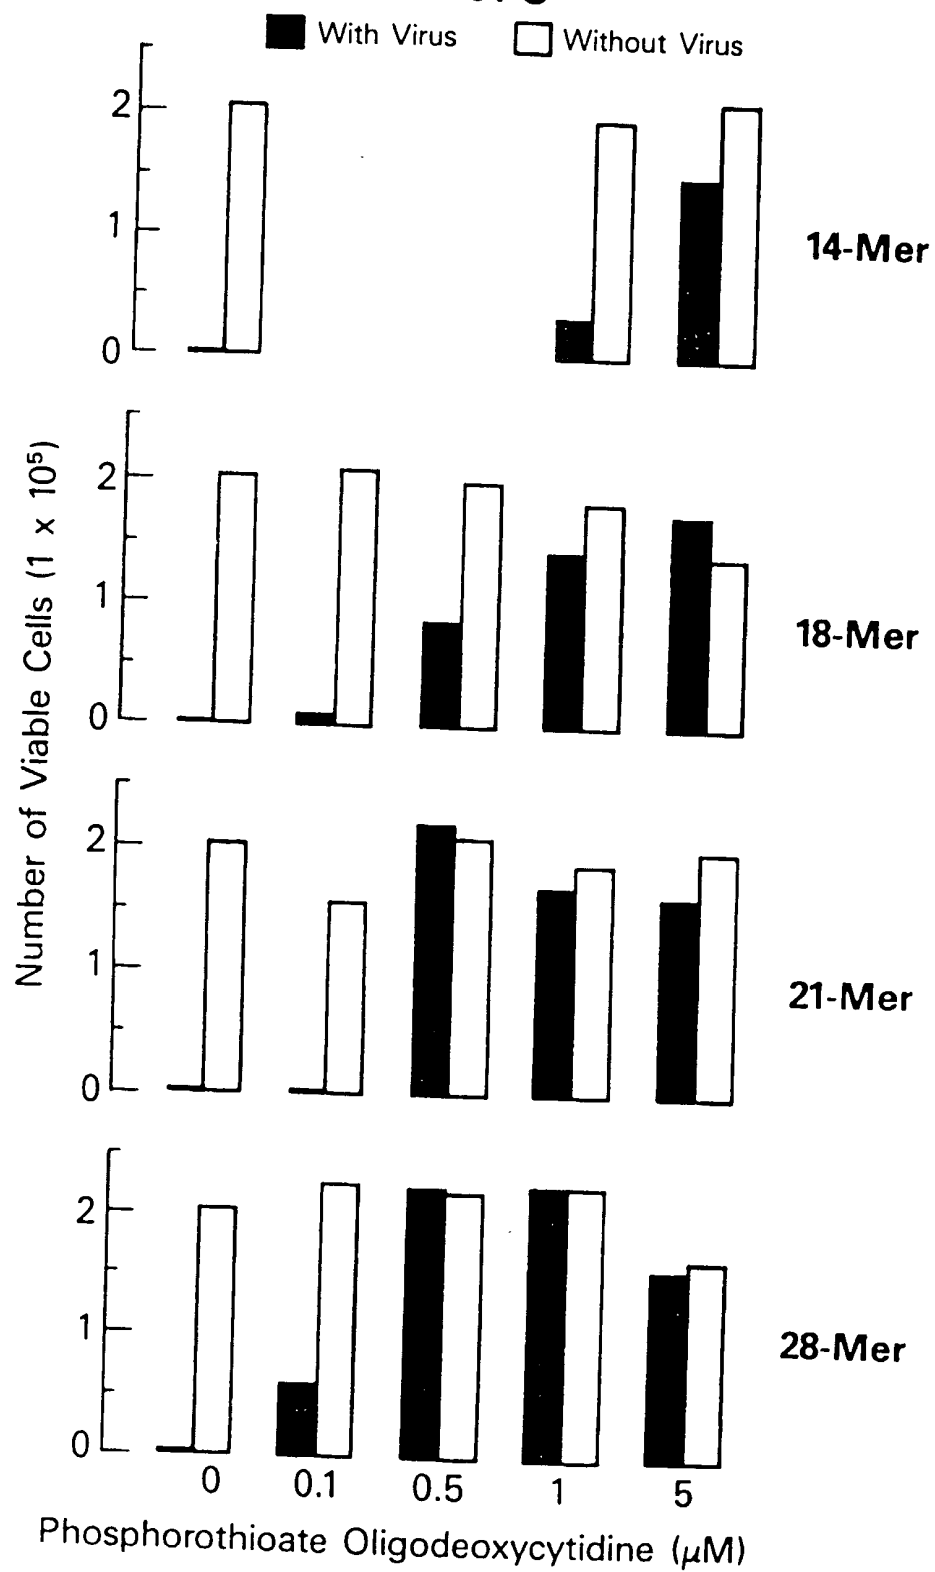 With Virus Without Virus
2
1
0
14-Mer
2
1
0
18-Mer
2
1
0
21-Mer
2
1
0
28-Mer
Number of Viable Cells (1 x 10⁵)
0 0.1 0.5 1 5
Phosphorothioate Oligodeoxycytidine (μM)